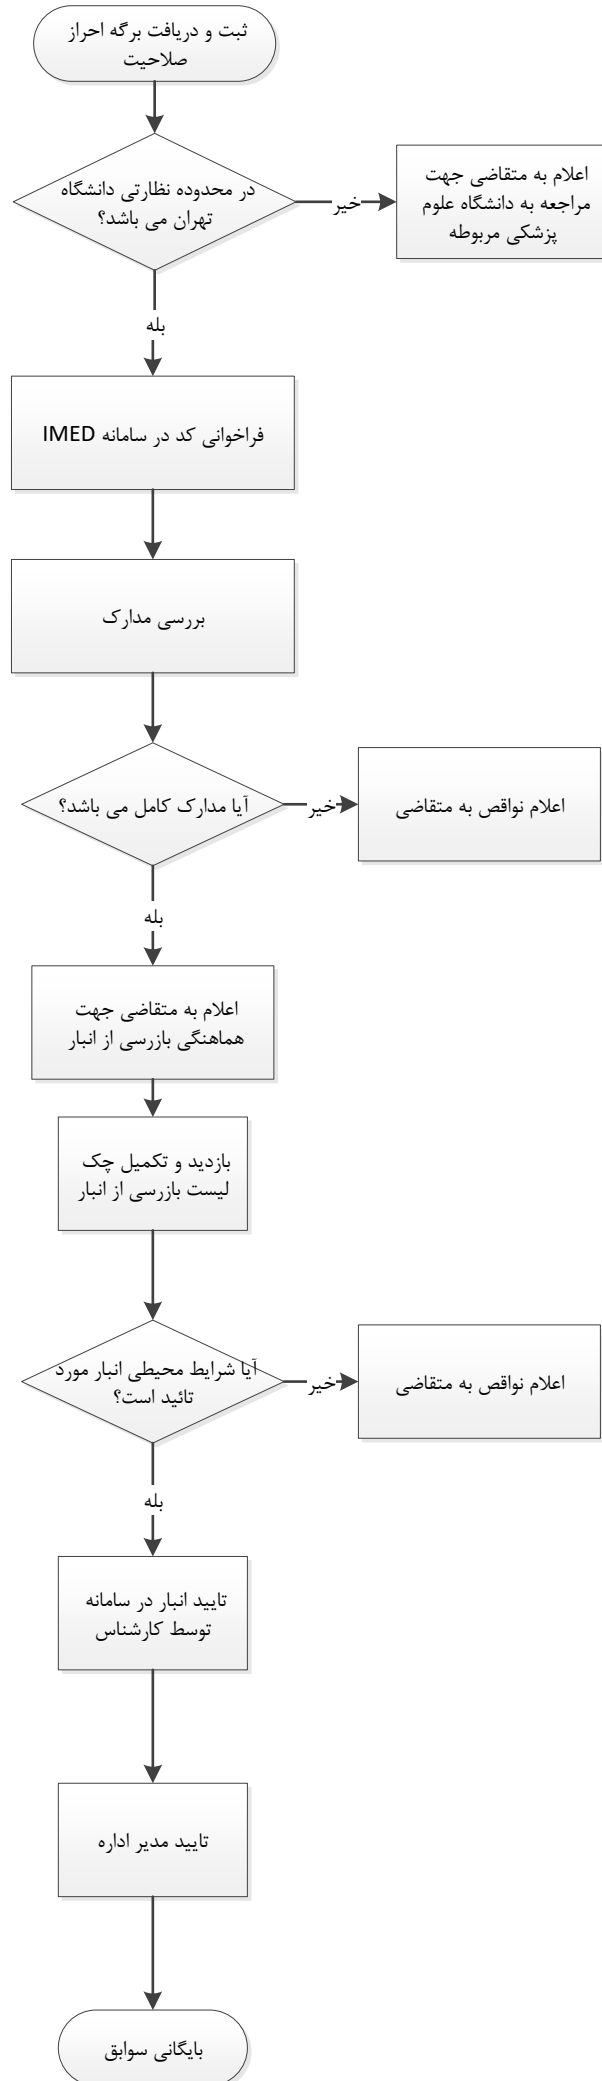 ثبت و دریافت برگه احراز
صلاحیت
در محدوده نظارتی دانشگاه
تهران می باشد؟
خیر
اعلام به متقاضی جهت
مراجعه به دانشگاه علوم
پزشکی مربوطه
بله
فراخوانی کد در سامانه IMED
بررسی مدارک
آیا مدارک کامل می باشد؟
خیر
اعلام نواقص به متقاضی
بله
اعلام به متقاضی جهت
هماهنگی بازرسی از انبار
بازدید و تکمیل چک
لیست بازرسی از انبار
آیا شرایط محیطی انبار مورد
تائید است؟
خیر
اعلام نواقص به متقاضی
بله
تایید انبار در سامانه
توسط کارشناس
تایید مدیر اداره
بایگانی سوابق